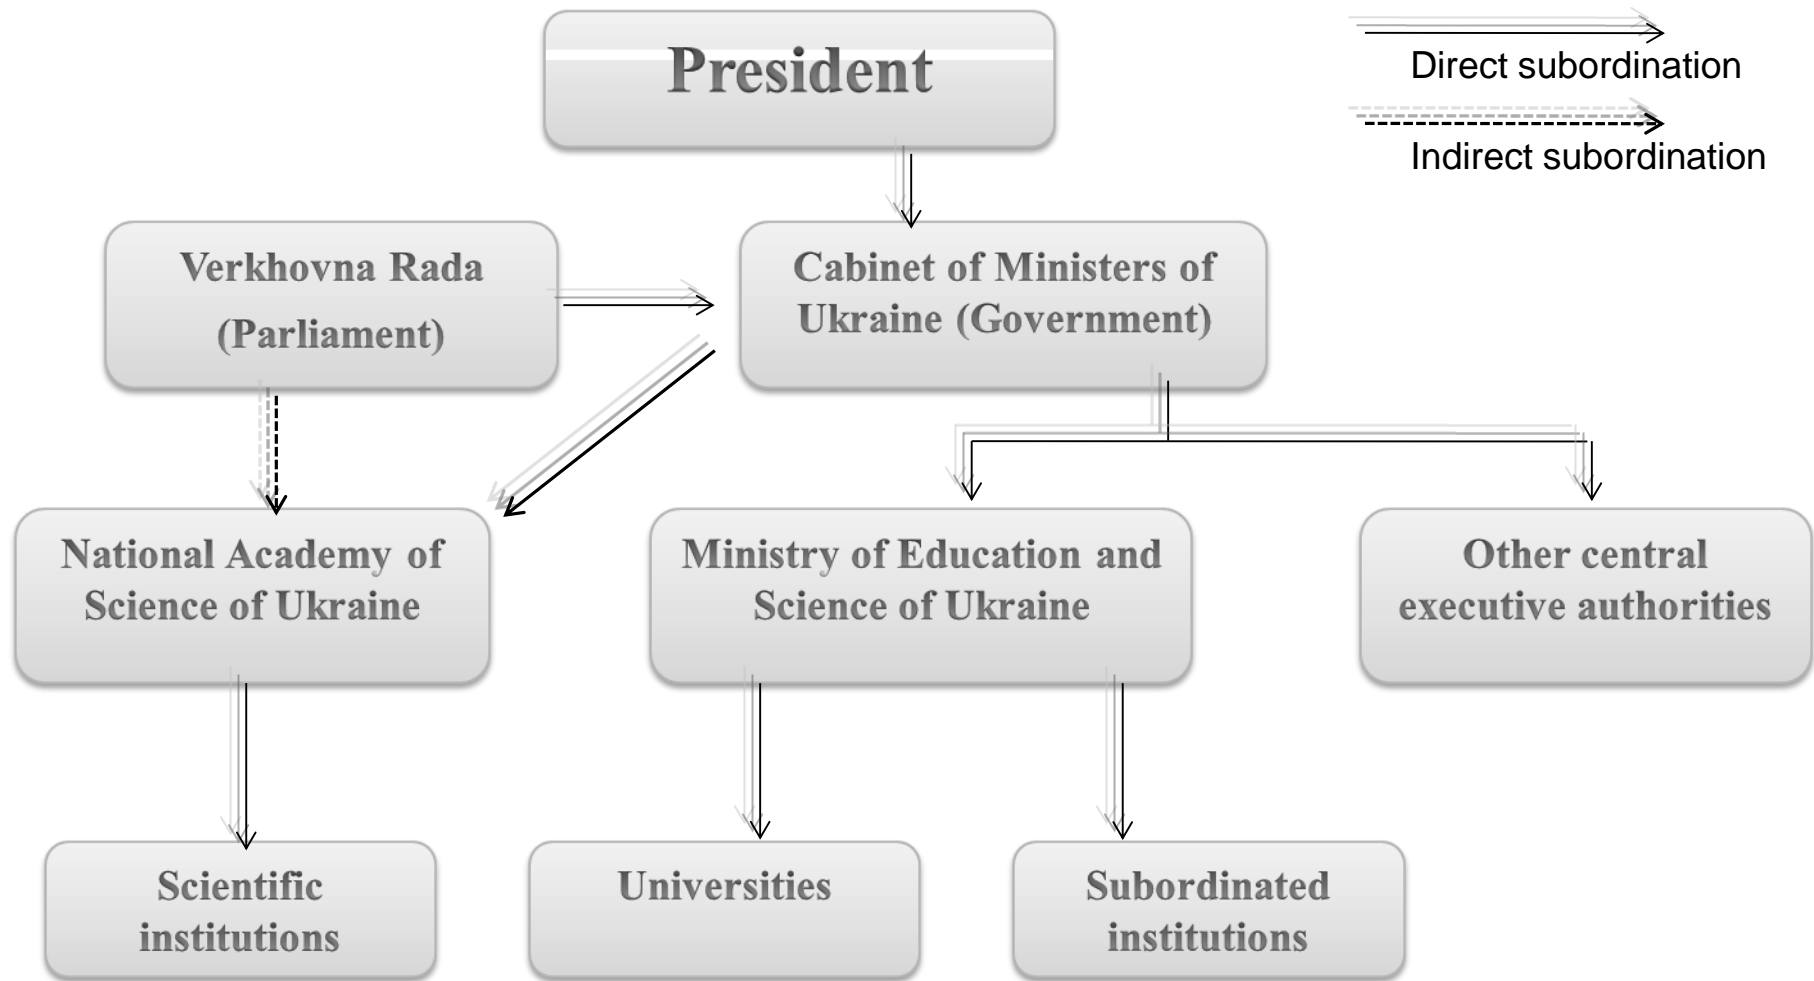 President
Direct subordination
Indirect subordination
Verkhovna Rada
(Parliament)
Cabinet of Ministers of
Ukraine (Government)
National Academy of
Science of Ukraine
Ministry of Education and
Science of Ukraine
Other central
executive authorities
Scientific
institutions
Universities
Subordinated
institutions